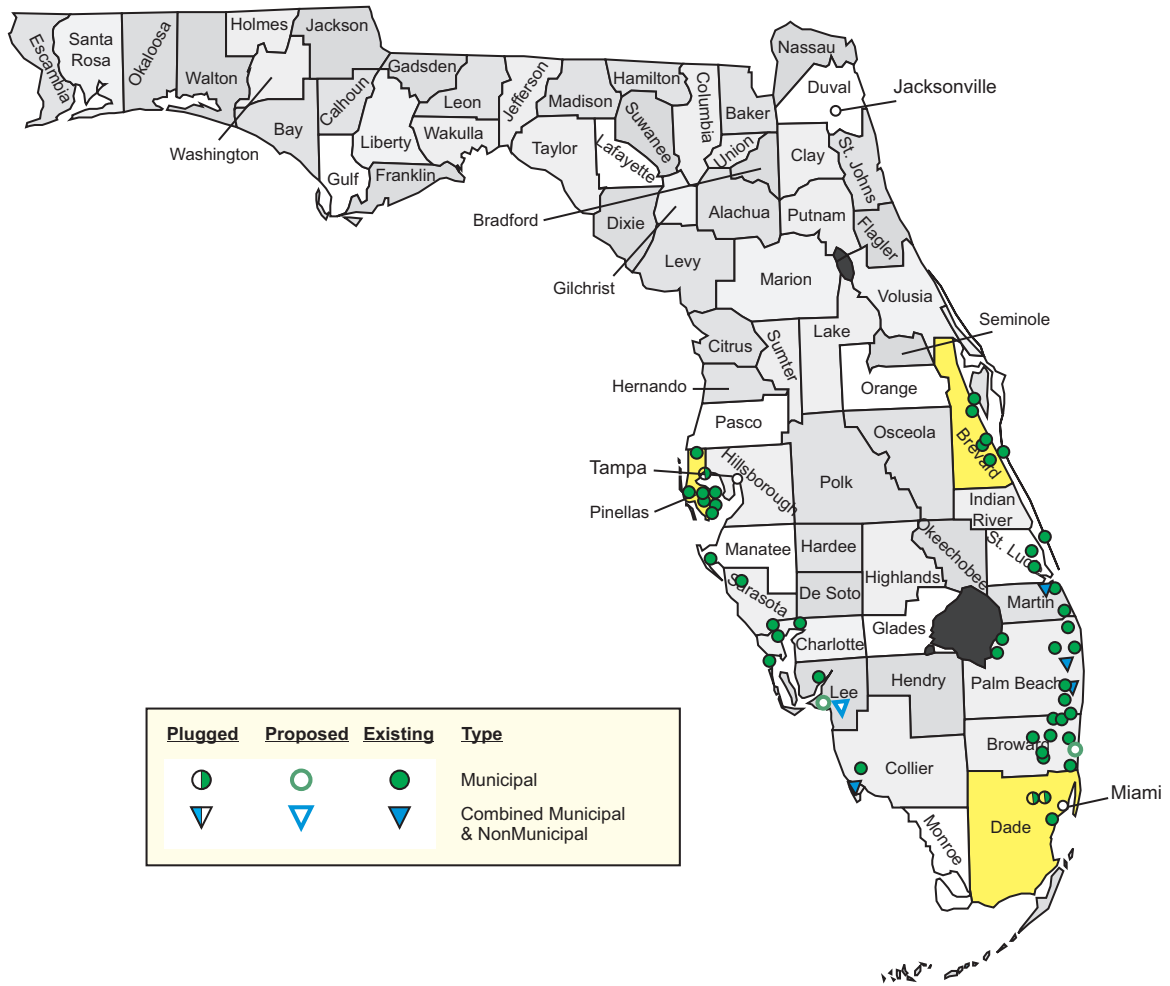 Escambia
Santa
Rosa
Okaloosa
Walton
Holmes
Washington
Jackson
Bay
Calhoun
Gulf
Gadsden
Liberty
Franklin
Leon
Wakulla
Jefferson
Madison
Taylor
Hamilton
Suwanee
Lafayette
Columbia
Dixie
Baker
Union
Bradford
Gilchrist
Nassau
Duval
Jacksonville
Clay
St. Johns
Alachua
Putnam
Flagler
Levy
Marion
Volusia
Seminole
Citrus
Sumter
Lake
Hernando
Orange
Pasco
Osceola
Brevard
Tampa
Hillsborough
Polk
Pinellas
Indian
River
Manatee
Hardee
Okeechobee
St. Luc
Highlands
Sarasota
De Soto
Martin
Charlotte
Glades
Lee
Hendry
Palm Beach
Collier
Broward
Monroe
Dade
Miami
Plugged Proposed Existing Type
Municipal
Combined Municipal
& NonMunicipal